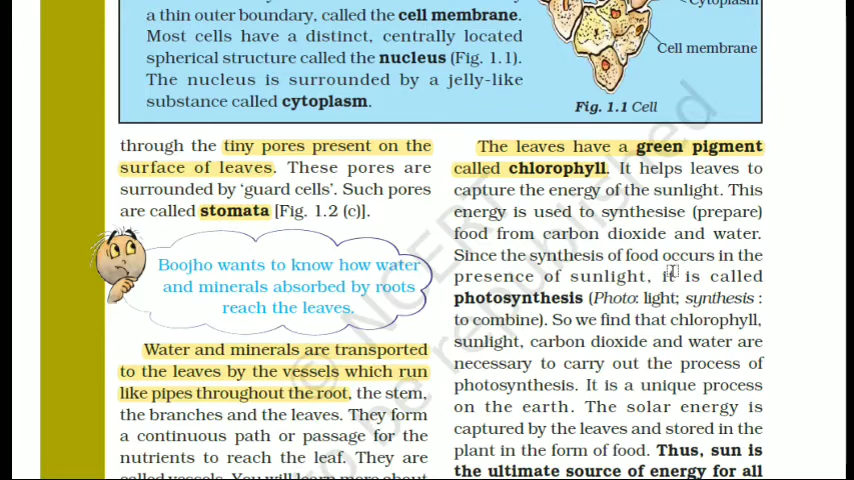 a thin outer boundary, called the cell membrane.
Most cells have a distinct, centrally located
spherical structure called the nucleus (Fig. 1.1).
The nucleus is surrounded by a jelly-like
substance called cytoplasm.
Cytoplasm
Cell membrane
Fig. 1.1 Cell
through the tiny pores present on the
surface of leaves. These pores are
surrounded by ‘guard cells’. Such pores
are called stomata [Fig. 1.2 (c)].
Boojho wants to know how water
and minerals absorbed by roots
reach the leaves.
Water and minerals are transported
to the leaves by the vessels which run
like pipes throughout the root, the stem,
the branches and the leaves. They form
a continuous path or passage for the
nutrients to reach the leaf. They are
called vessels. You will learn more about
The leaves have a green pigment
called chlorophyll. It helps leaves to
capture the energy of the sunlight. This
energy is used to synthesise (prepare)
food from carbon dioxide and water.
Since the synthesis of food occurs in the
presence of sunlight, it is called
photosynthesis (Photo: light; synthesis :
to combine). So we find that chlorophyll,
sunlight, carbon dioxide and water are
necessary to carry out the process of
photosynthesis. It is a unique process
on the earth. The solar energy is
captured by the leaves and stored in the
plant in the form of food. Thus, sun is
the ultimate source of energy for all
© NCERT
to be republished